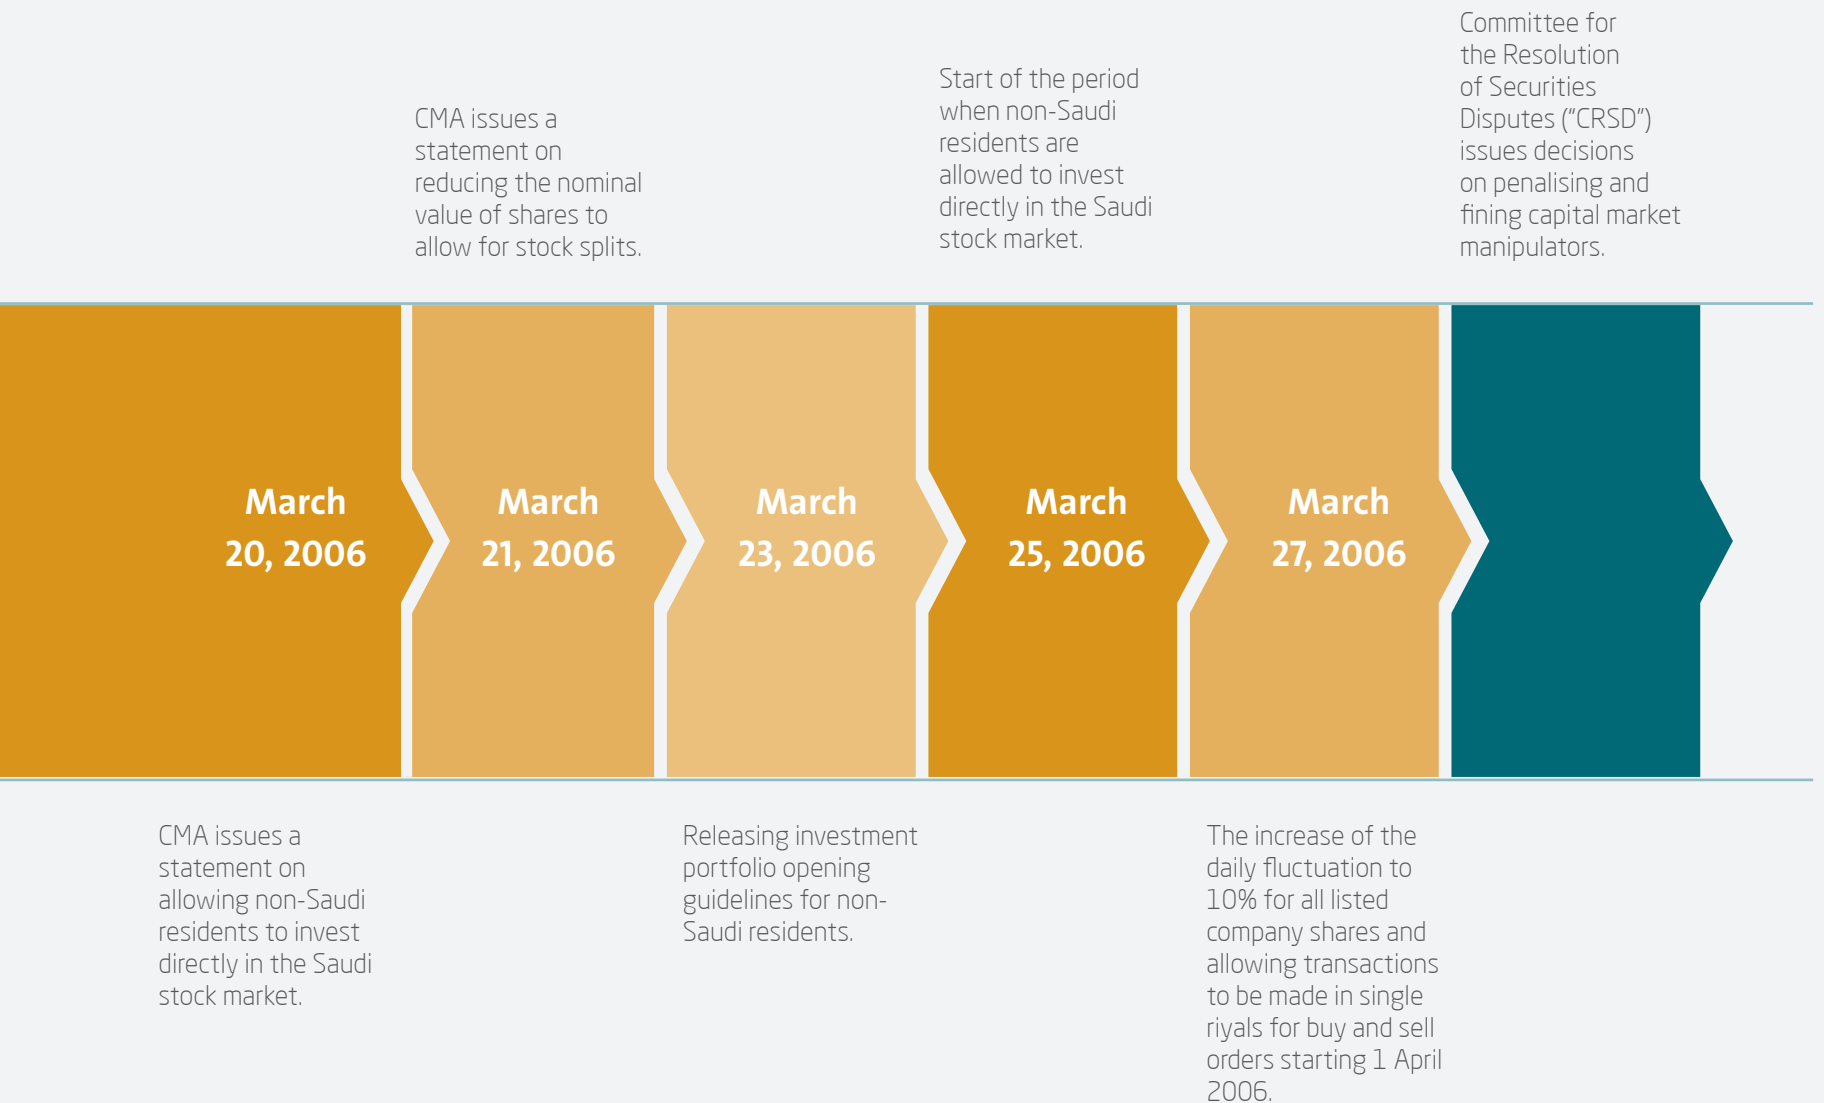 CMA issues a
statement on
reducing the nominal
value of shares to
allow for stock splits.
Start of the period
when non-Saudi
residents are
allowed to invest
directly in the Saudi
stock market.
Committee for
the Resolution
of Securities
Disputes (“CRSD”)
issues decisions
on penalising and
fining capital market
manipulators.
March
20, 2006
March
21, 2006
March
23, 2006
March
25, 2006
March
27, 2006
CMA issues a
statement on
allowing non-Saudi
residents to invest
directly in the Saudi
stock market.
Releasing investment
portfolio opening
guidelines for non-
Saudi residents.
The increase of the
daily fluctuation to
10% for all listed
company shares and
allowing transactions
to be made in single
riyals for buy and sell
orders starting 1 April
2006.